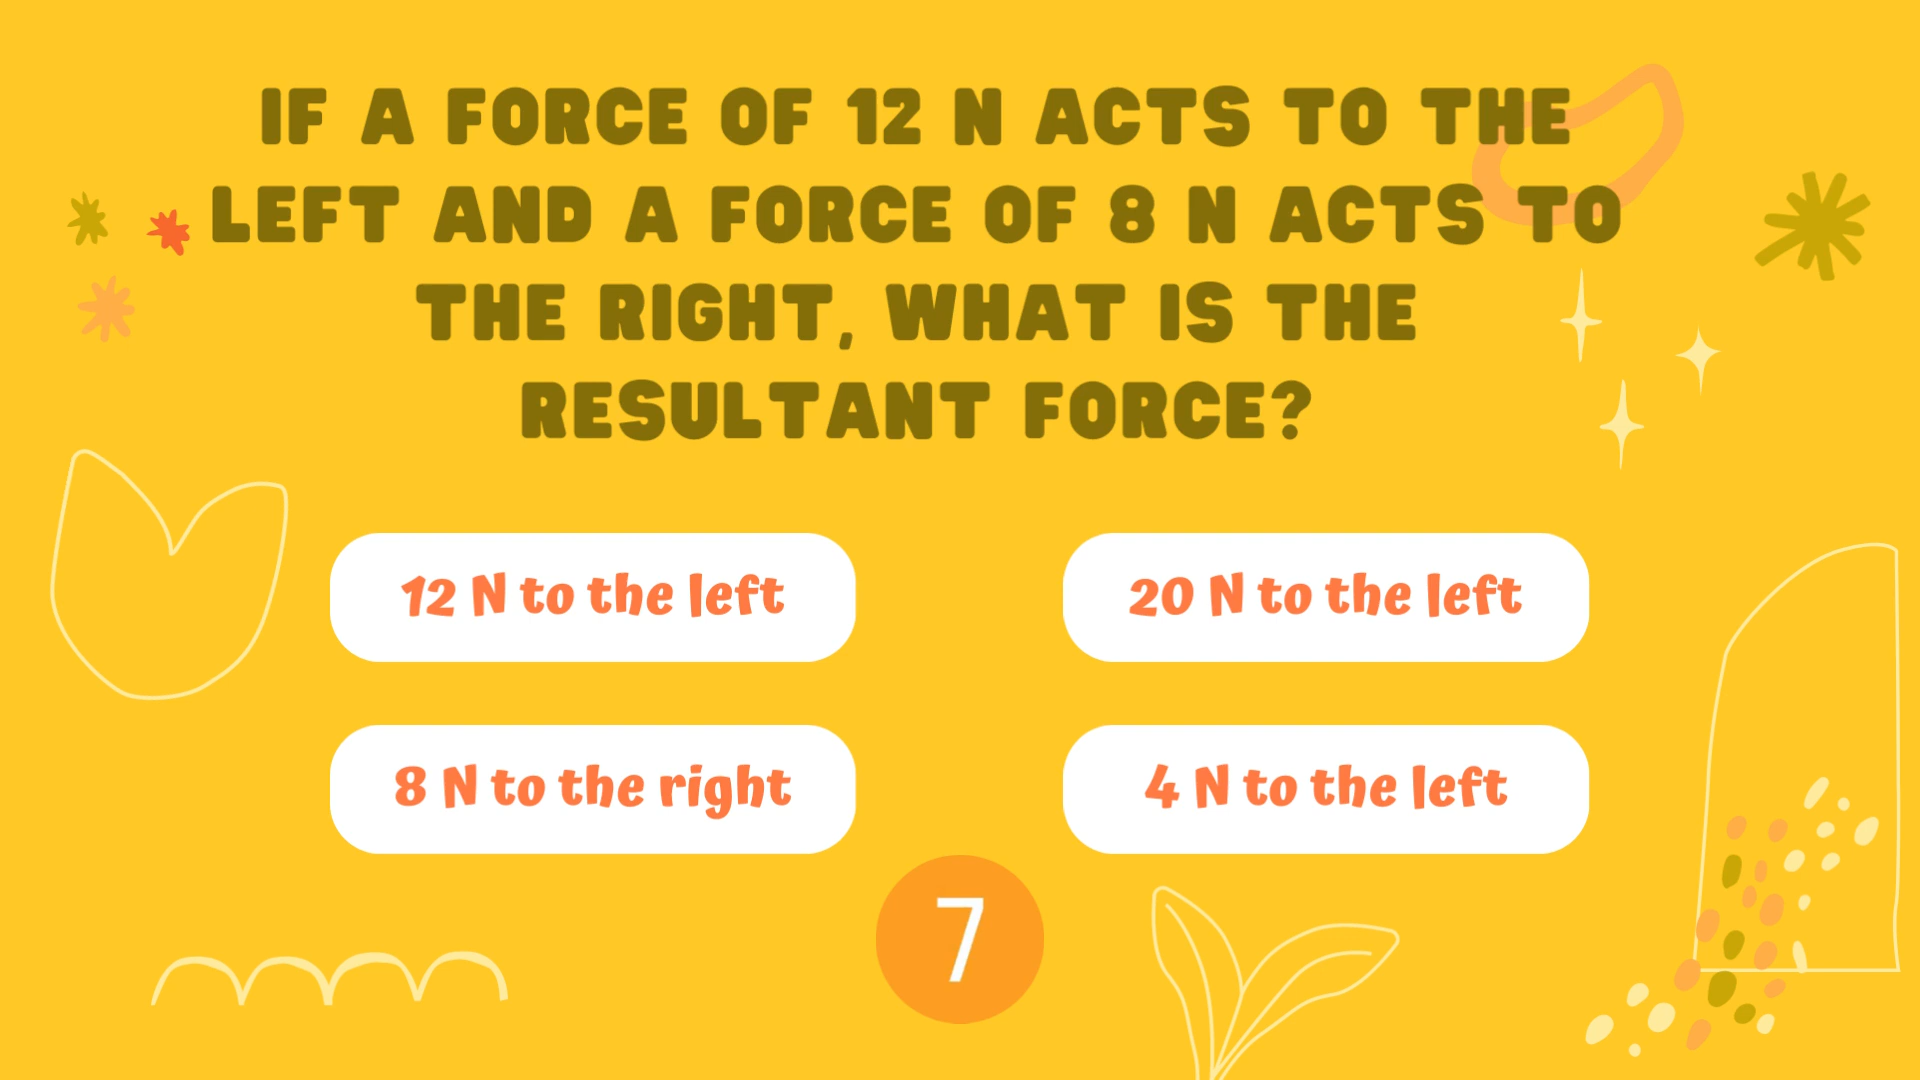 IF A FORCE OF 12 N ACTS TO THE
LEFT AND A FORCE OF 8 N ACTS TO
THE RIGHT, WHAT IS THE
RESULTANT FORCE?
12 N to the left
20 N to the left
8 N to the right
4 N to the left
7